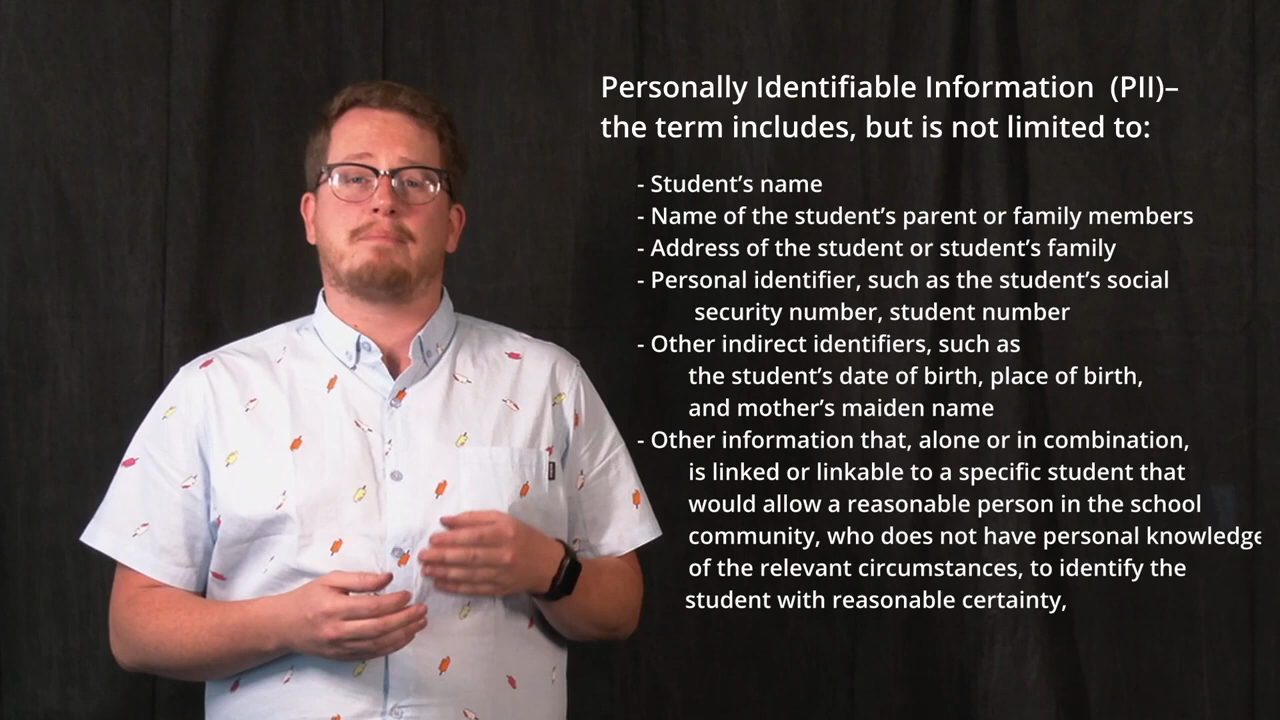 Personally Identifiable Information (PII)–
the term includes, but is not limited to:
- Student’s name
- Name of the student’s parent or family members
- Address of the student or student’s family
- Personal identifier, such as the student’s social
security number, student number
- Other indirect identifiers, such as
the student’s date of birth, place of birth,
and mother’s maiden name
- Other information that, alone or in combination,
is linked or linkable to a specific student that
would allow a reasonable person in the school
community, who does not have personal knowledge
of the relevant circumstances, to identify the
student with reasonable certainty,